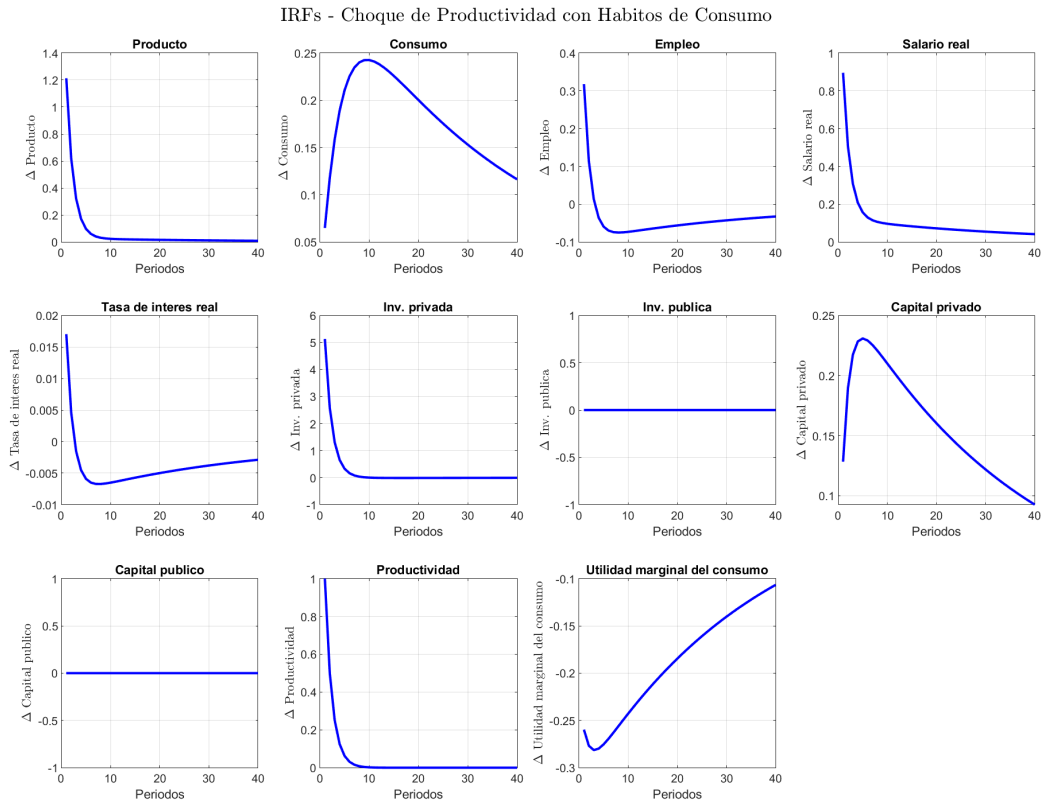 IRFs - Choque de Productividad con Habitos de Consumo
Producto
Δ Producto
1.4
1.2
1
0.8
0.6
0.4
0.2
0
0 10 20 30 40
Periodos
Consumo
Δ Consumo
0.25
0.2
0.15
0.1
0.05
0 10 20 30 40
Periodos
Empleo
Δ Empleo
0.4
0.3
0.2
0.1
0
-0.1
0 10 20 30 40
Periodos
Salario real
Δ Salario real
1
0.8
0.6
0.4
0.2
0
0 10 20 30 40
Periodos
Tasa de interes real
Δ Tasa de interes real
0.02
0.015
0.01
0.005
0
-0.005
-0.01
0 10 20 30 40
Periodos
Inv. privada
Δ Inv. privada
6
5
4
3
2
1
0
-1
0 10 20 30 40
Periodos
Inv. publica
Δ Inv. publica
1
0.5
0
-0.5
-1
0 10 20 30 40
Periodos
Capital privado
Δ Capital privado
0.25
0.2
0.15
0.1
0 10 20 30 40
Periodos
Capital publico
Δ Capital publico
1
0.5
0
-0.5
-1
0 10 20 30 40
Periodos
Productividad
Δ Productividad
1
0.8
0.6
0.4
0.2
0
0 10 20 30 40
Periodos
Utilidad marginal del consumo
Δ Utilidad marginal del consumo
-0.1
-0.15
-0.2
-0.25
-0.3
0 10 20 30 40
Periodos